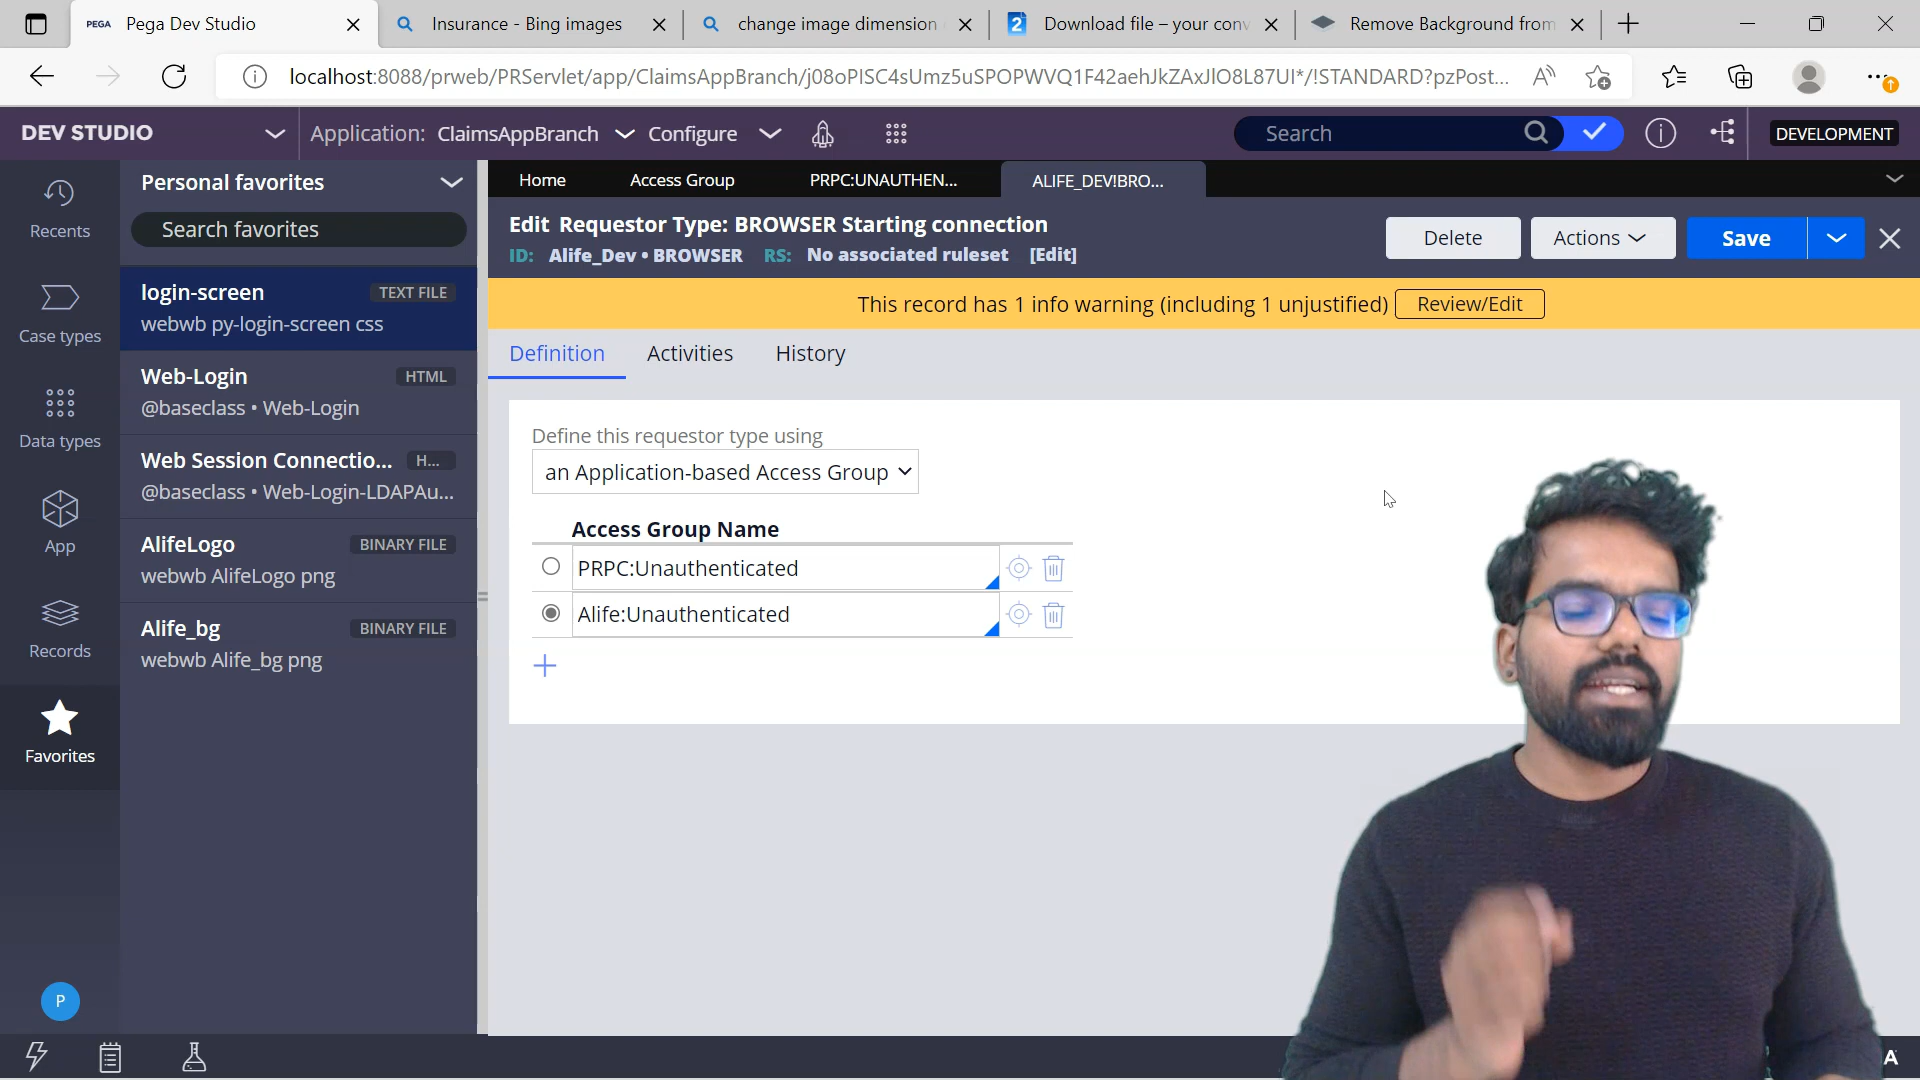 PEGA Pega Dev Studio
Insurance - Bing images
change image dimension
2 Download file – your conv
Remove Background from
localhost:8088/prweb/PRServlet/app/ClaimsAppBranch/j08oPISC4sUmz5uSPOPWVQ1F42aehJkZAxJlO8L87UI*/!STANDARD?pzPost...
DEV STUDIO
Application: ClaimsAppBranch
Configure
Search
DEVELOPMENT
Recents
Case types
Data types
App
Records
Favorites
P
Personal favorites
Search favorites
login-screen TEXT FILE
webwb py-login-screen css
Web-Login HTML
@baseclass • Web-Login
Web Session Connectio... H...
@baseclass • Web-Login-LDAPAu...
AlifeLogo BINARY FILE
webwb AlifeLogo png
Alife_bg BINARY FILE
webwb Alife_bg png
Home
Access Group
PRPC:UNAUTHEN...
ALIFE_DEV!BRO...
Edit Requestor Type: BROWSER Starting connection
ID: Alife_Dev • BROWSER RS: No associated ruleset [Edit]
Delete
Actions
Save
This record has 1 info warning (including 1 unjustified) Review/Edit
Definition
Activities
History
Define this requestor type using
an Application-based Access Group
Access Group Name
PRPC:Unauthenticated
Alife:Unauthenticated
A